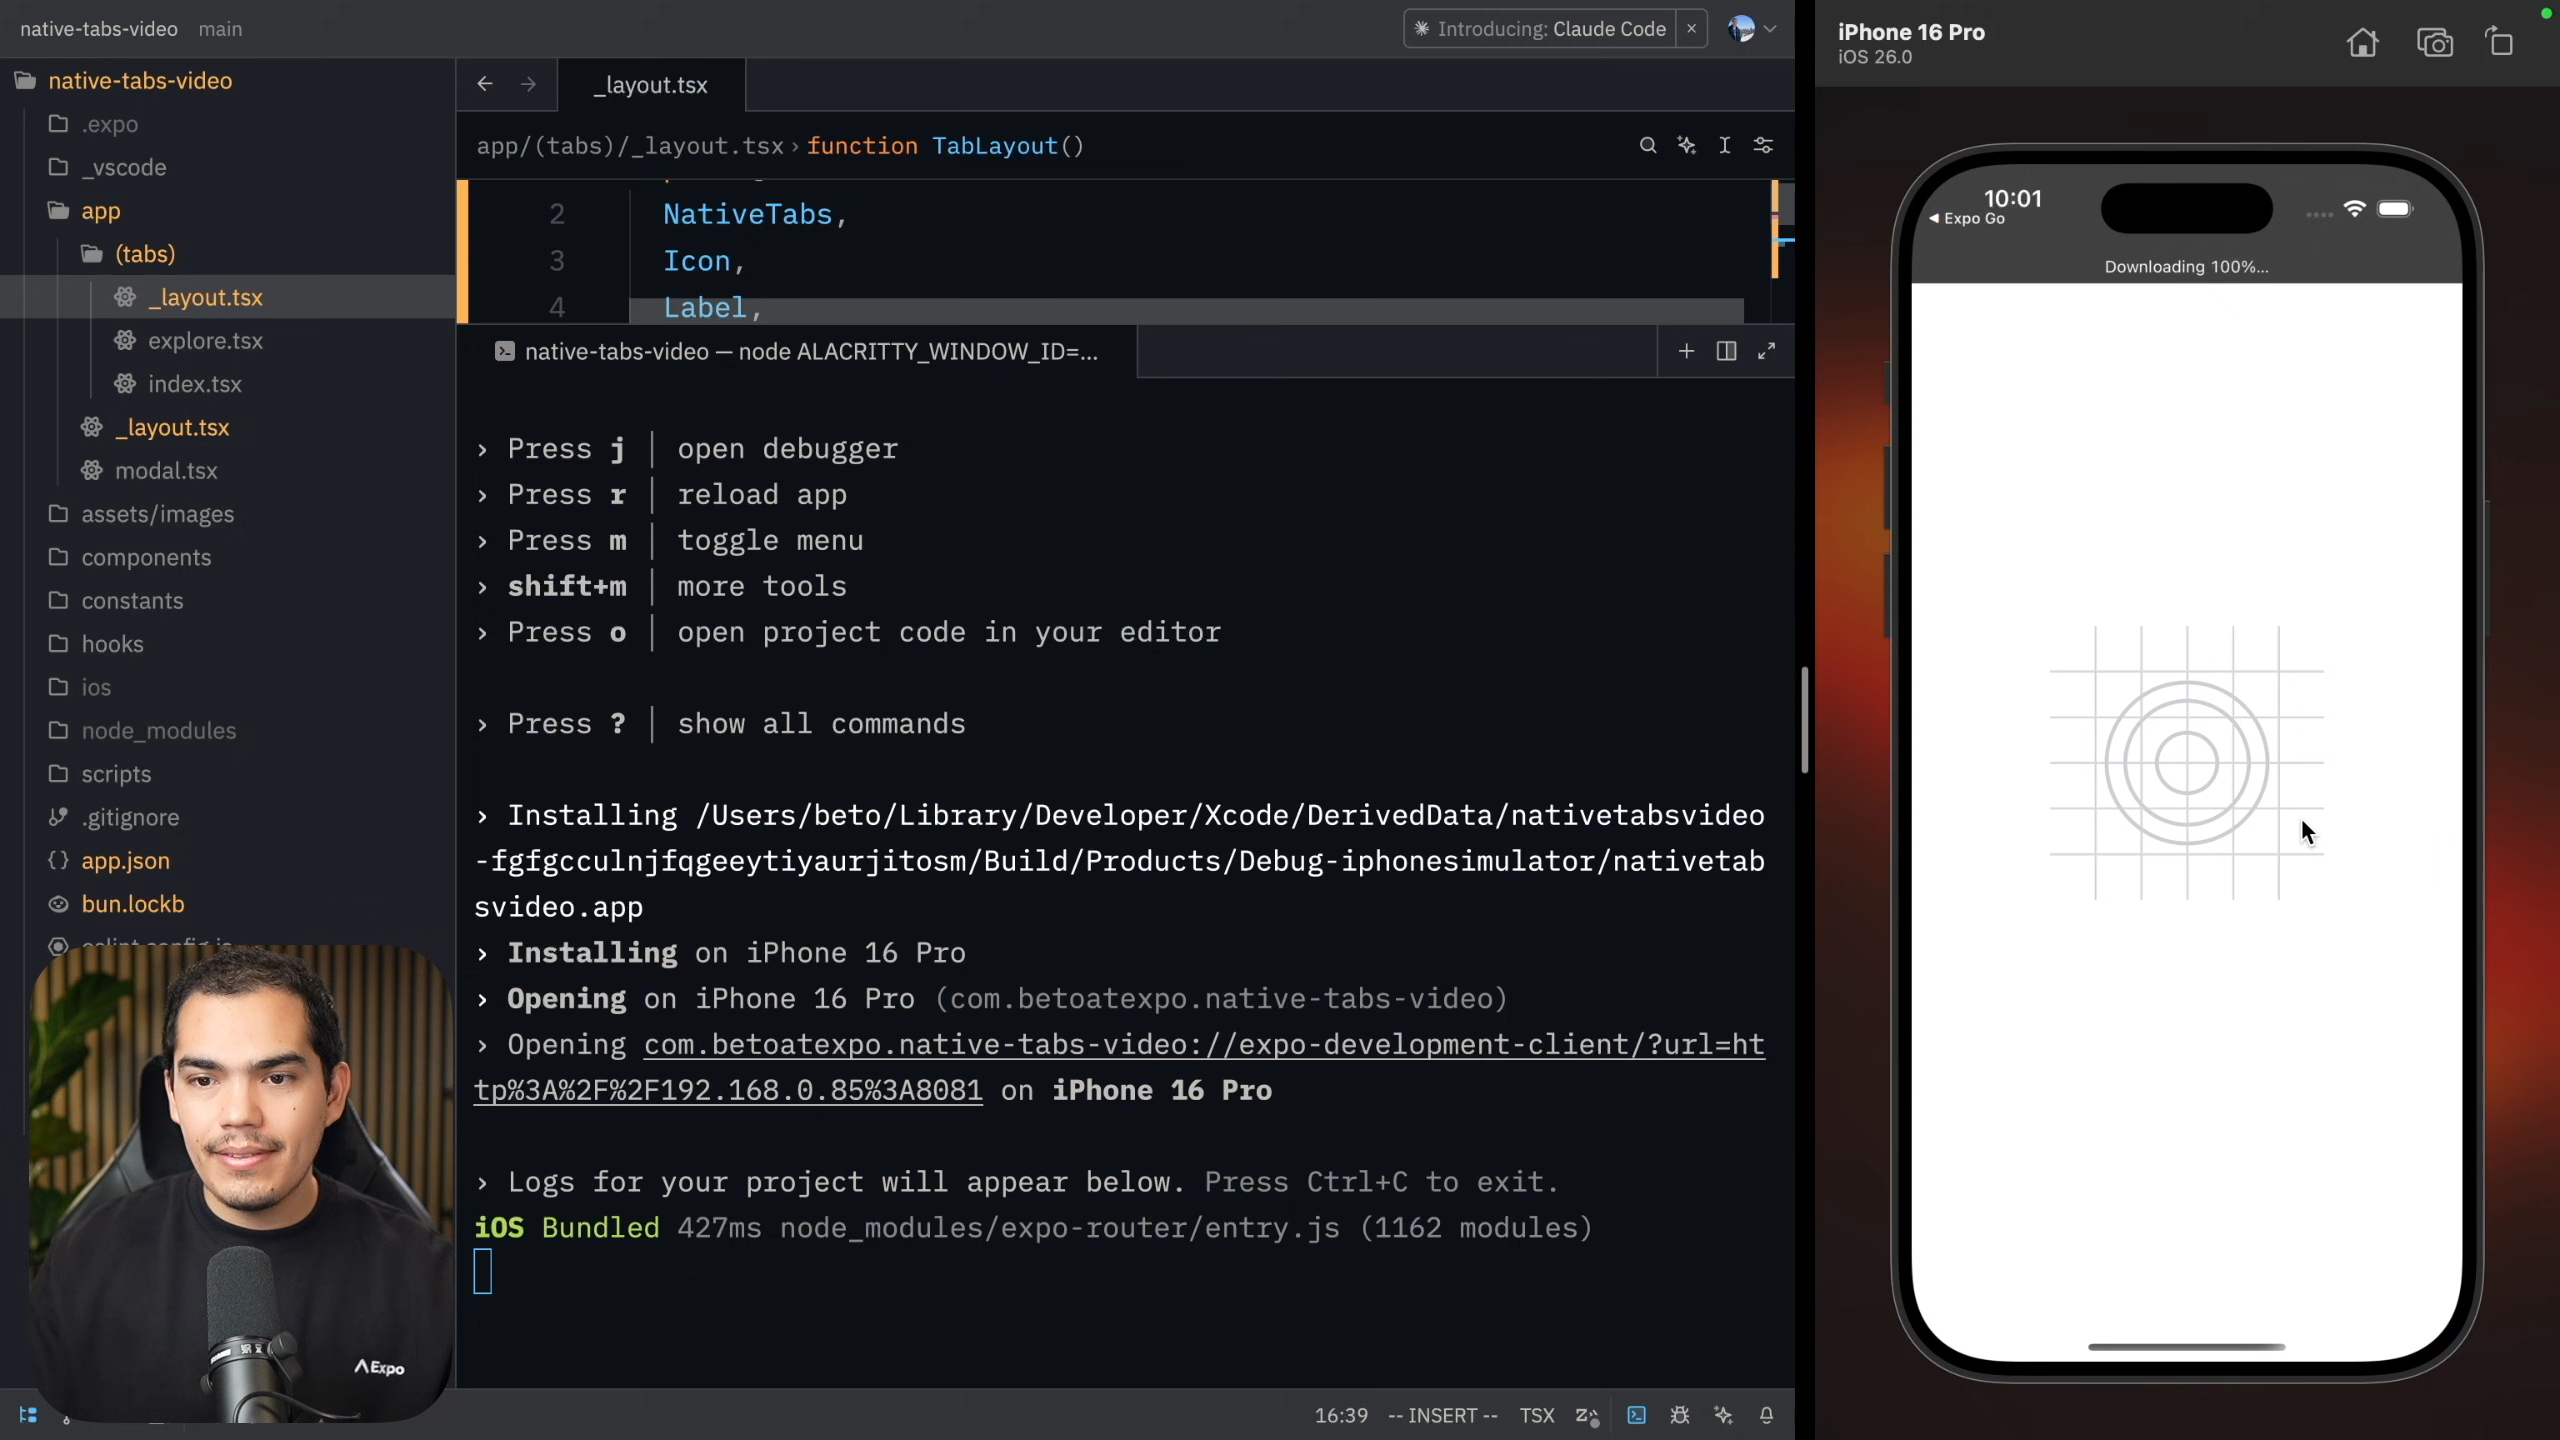 native-tabs-video main
Introducing: Claude Code
native-tabs-video
.expo
_vscode
app
(tabs)
_layout.tsx
explore.tsx
index.tsx
_layout.tsx
modal.tsx
assets/images
components
constants
hooks
ios
node_modules
scripts
.gitignore
app.json
bun.lockb
_layout.tsx
app/(tabs)/_layout.tsx › function TabLayout()
2 NativeTabs,
3 Icon,
4 Label,
native-tabs-video — node ALACRITTY_WINDOW_ID=...
› Press j │ open debugger
› Press r │ reload app
› Press m │ toggle menu
› shift+m │ more tools
› Press o │ open project code in your editor
› Press ? │ show all commands
› Installing /Users/beto/Library/Developer/Xcode/DerivedData/nativetabsvideo
-fgfgcculnjfqgeeytiyaurjitosm/Build/Products/Debug-iphonesimulator/nativetab
svideo.app
› Installing on iPhone 16 Pro
› Opening on iPhone 16 Pro (com.betoatexpo.native-tabs-video)
› Opening com.betoatexpo.native-tabs-video://expo-development-client/?url=ht
tp%3A%2F%2F192.168.0.85%3A8081 on iPhone 16 Pro
› Logs for your project will appear below. Press Ctrl+C to exit.
iOS Bundled 427ms node_modules/expo-router/entry.js (1162 modules)
Expo
16:39 -- INSERT -- TSX
iPhone 16 Pro
iOS 26.0
10:01
Expo Go
Downloading 100%...